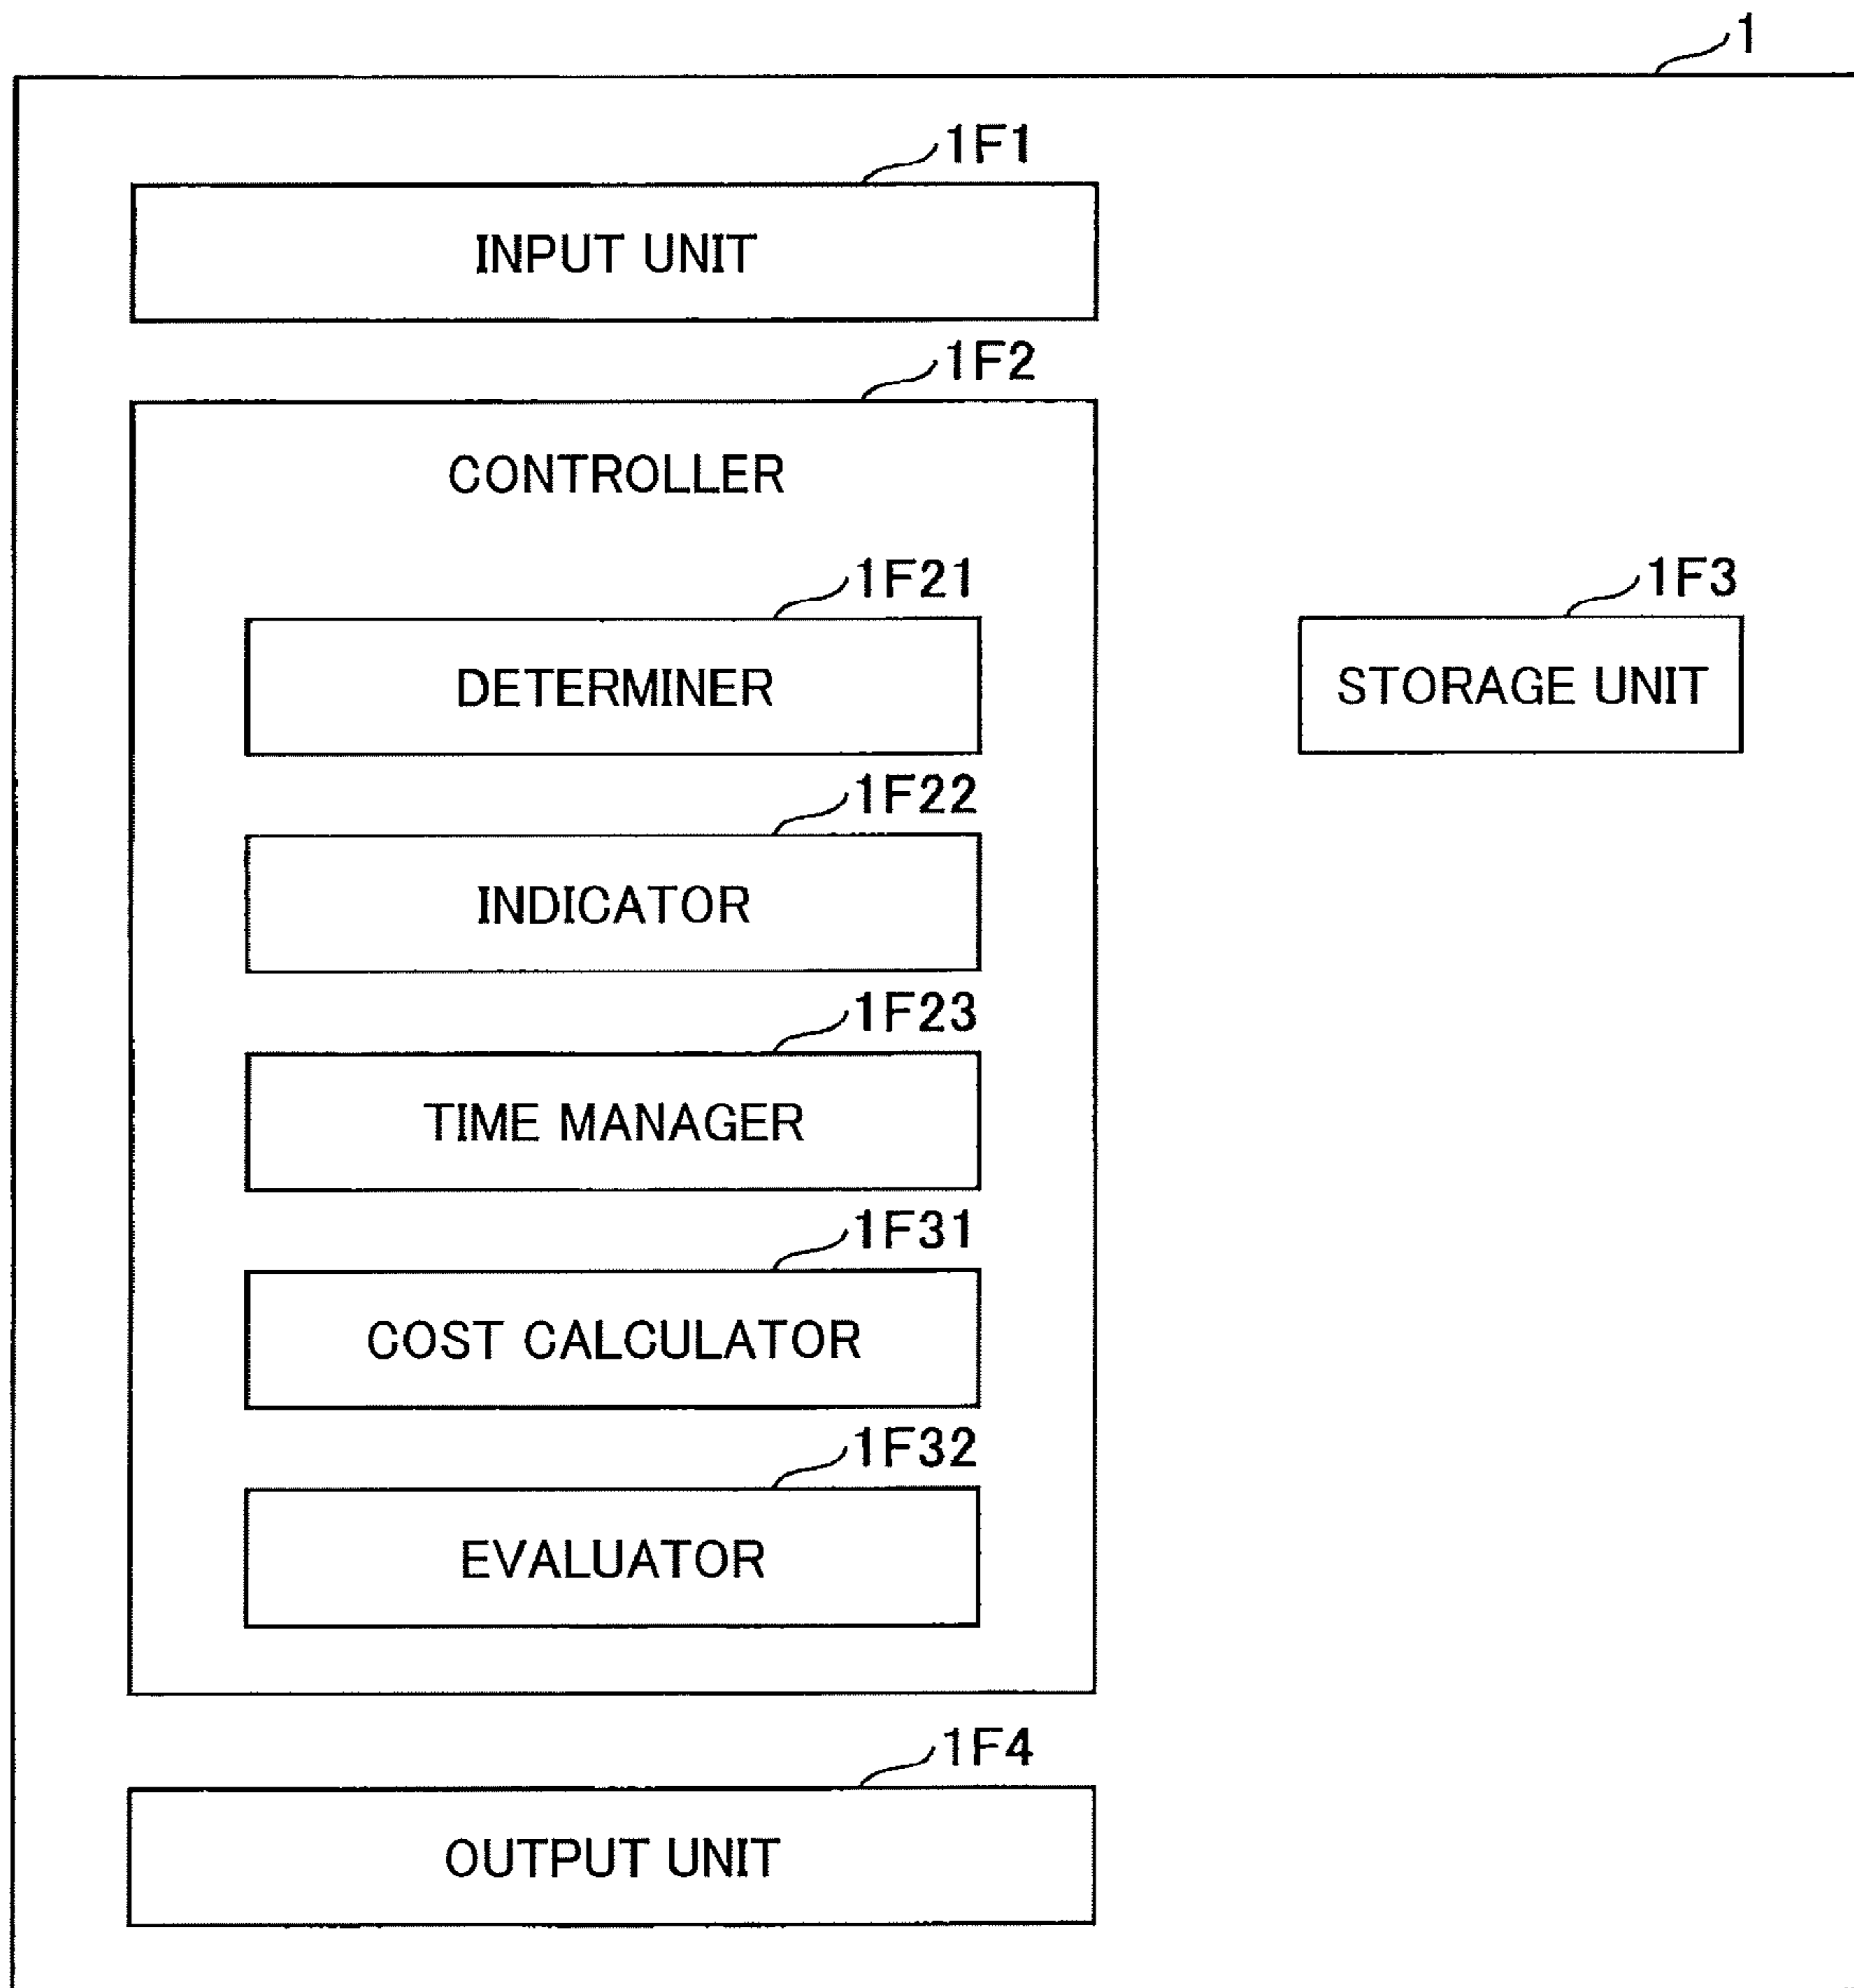 1
1F1
INPUT UNIT
1F2
CONTROLLER
1F21
DETERMINER
1F3
STORAGE UNIT
1F22
INDICATOR
1F23
TIME MANAGER
1F31
COST CALCULATOR
1F32
EVALUATOR
1F4
OUTPUT UNIT